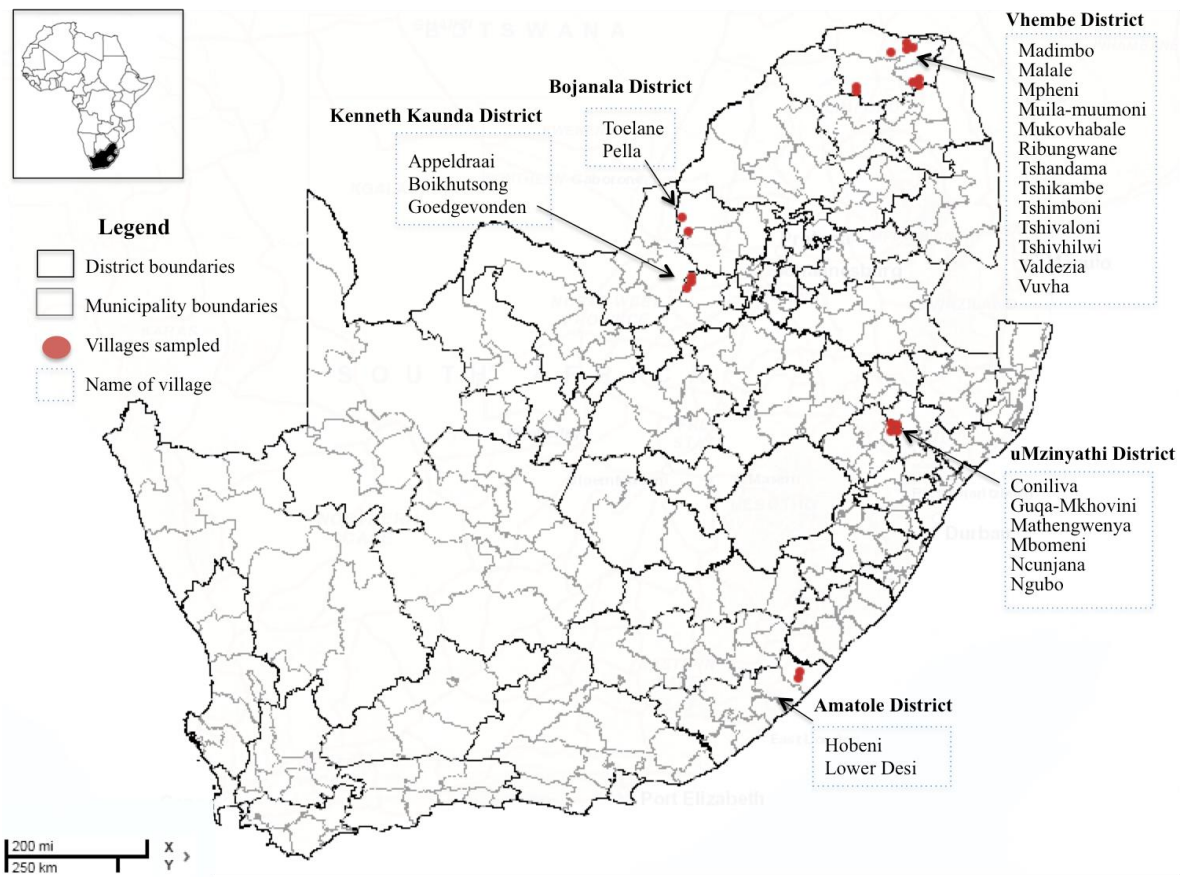 Vhembe District
Madimbo
Malale
Mpheni
Muila-muumoni
Mukovhabale
Ribungwane
Tshandama
Tshikambe
Tshimboni
Tshivaloni
Tshivhilwi
Valdezia
Vuvha
Bojanala District
Toelane
Pella
Kenneth Kaunda District
Appeldraai
Boikhutsong
Goedgevonden
Legend
District boundaries
Municipality boundaries
Villages sampled
Name of village
BOTSWANA
SOUTH
uMzinyathi District
Coniliva
Guqa-Mkhovini
Mathengwenya
Mbomeni
Ncunjana
Ngubo
Amatole District
Hobeni
Lower Desi
Port Elizabeth
200 mi
250 km
X
Y